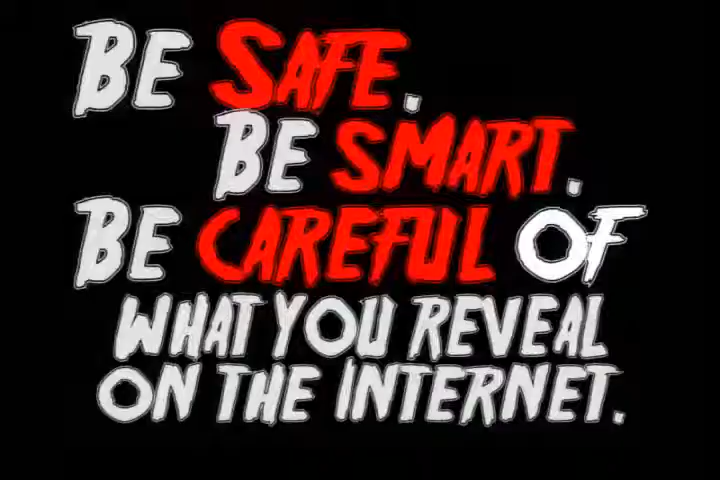 BE SAFE.
BE SMART.
BE CAREFUL OF
WHAT YOU REVEAL
ON THE INTERNET.